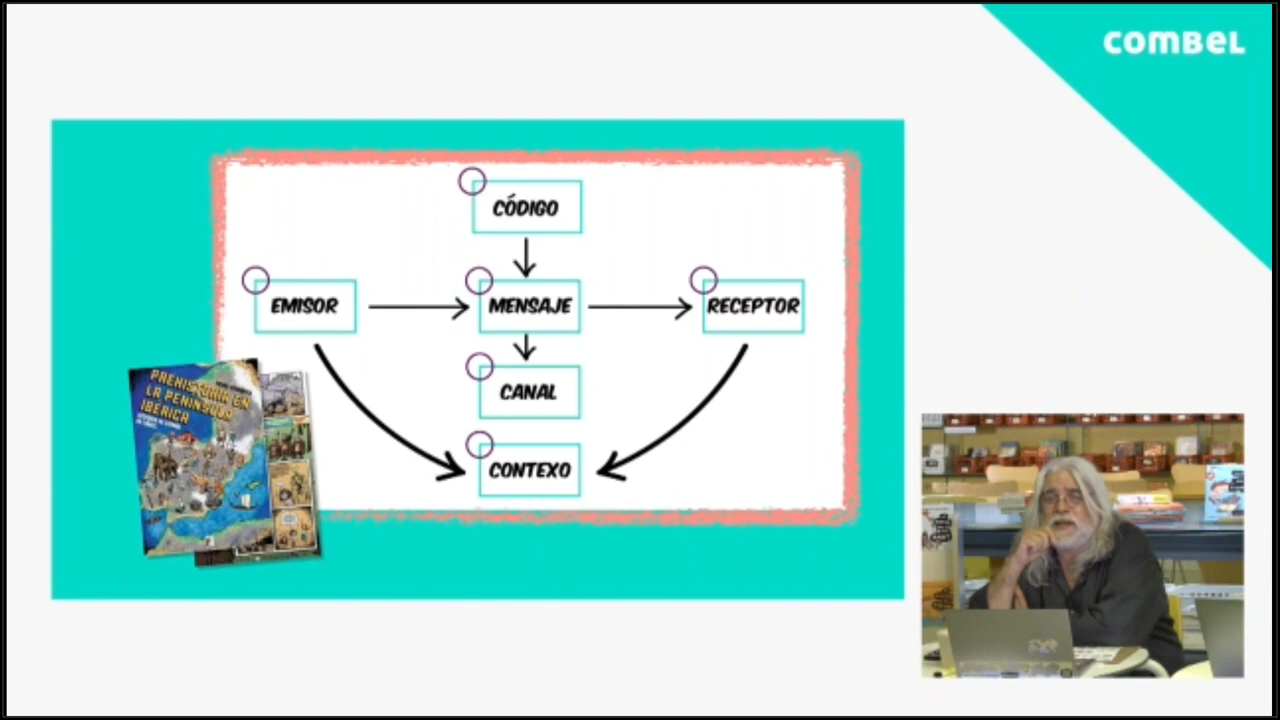 COMBEL
CÓDIGO
EMISOR
MENSAJE
RECEPTOR
CANAL
CONTEXO
PREHISTORIA EN
LA PENÍNSULA
IBÉRICA